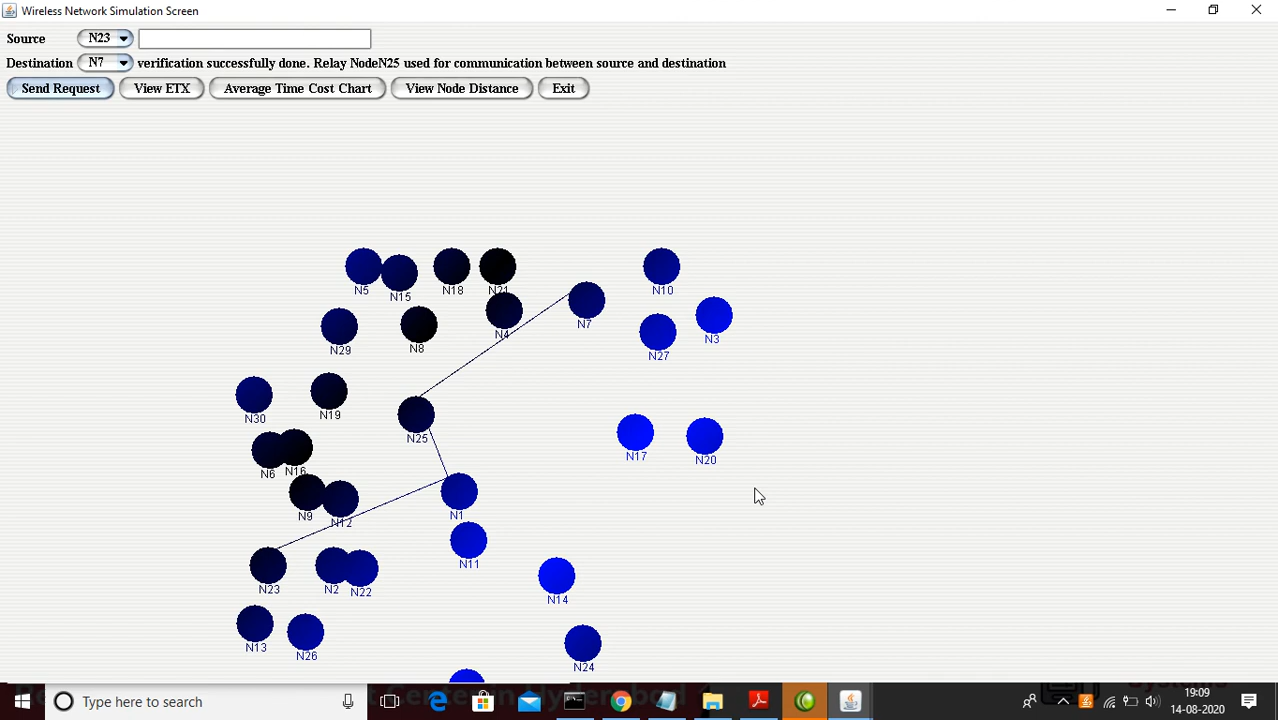 Wireless Network Simulation Screen
Source N23
Destination N7 verification successfully done. Relay NodeN25 used for communication between source and destination
Send Request View ETX Average Time Cost Chart View Node Distance Exit
N5 N15 N18 N21 N10
N29 N8 N4 N7 N27 N3
N30 N19 N25
N6 N16 N17 N20
N9 N12 N1
N11
N23 N2 N22 N14
N13 N26 N24
Type here to search
19:09
14-08-2020